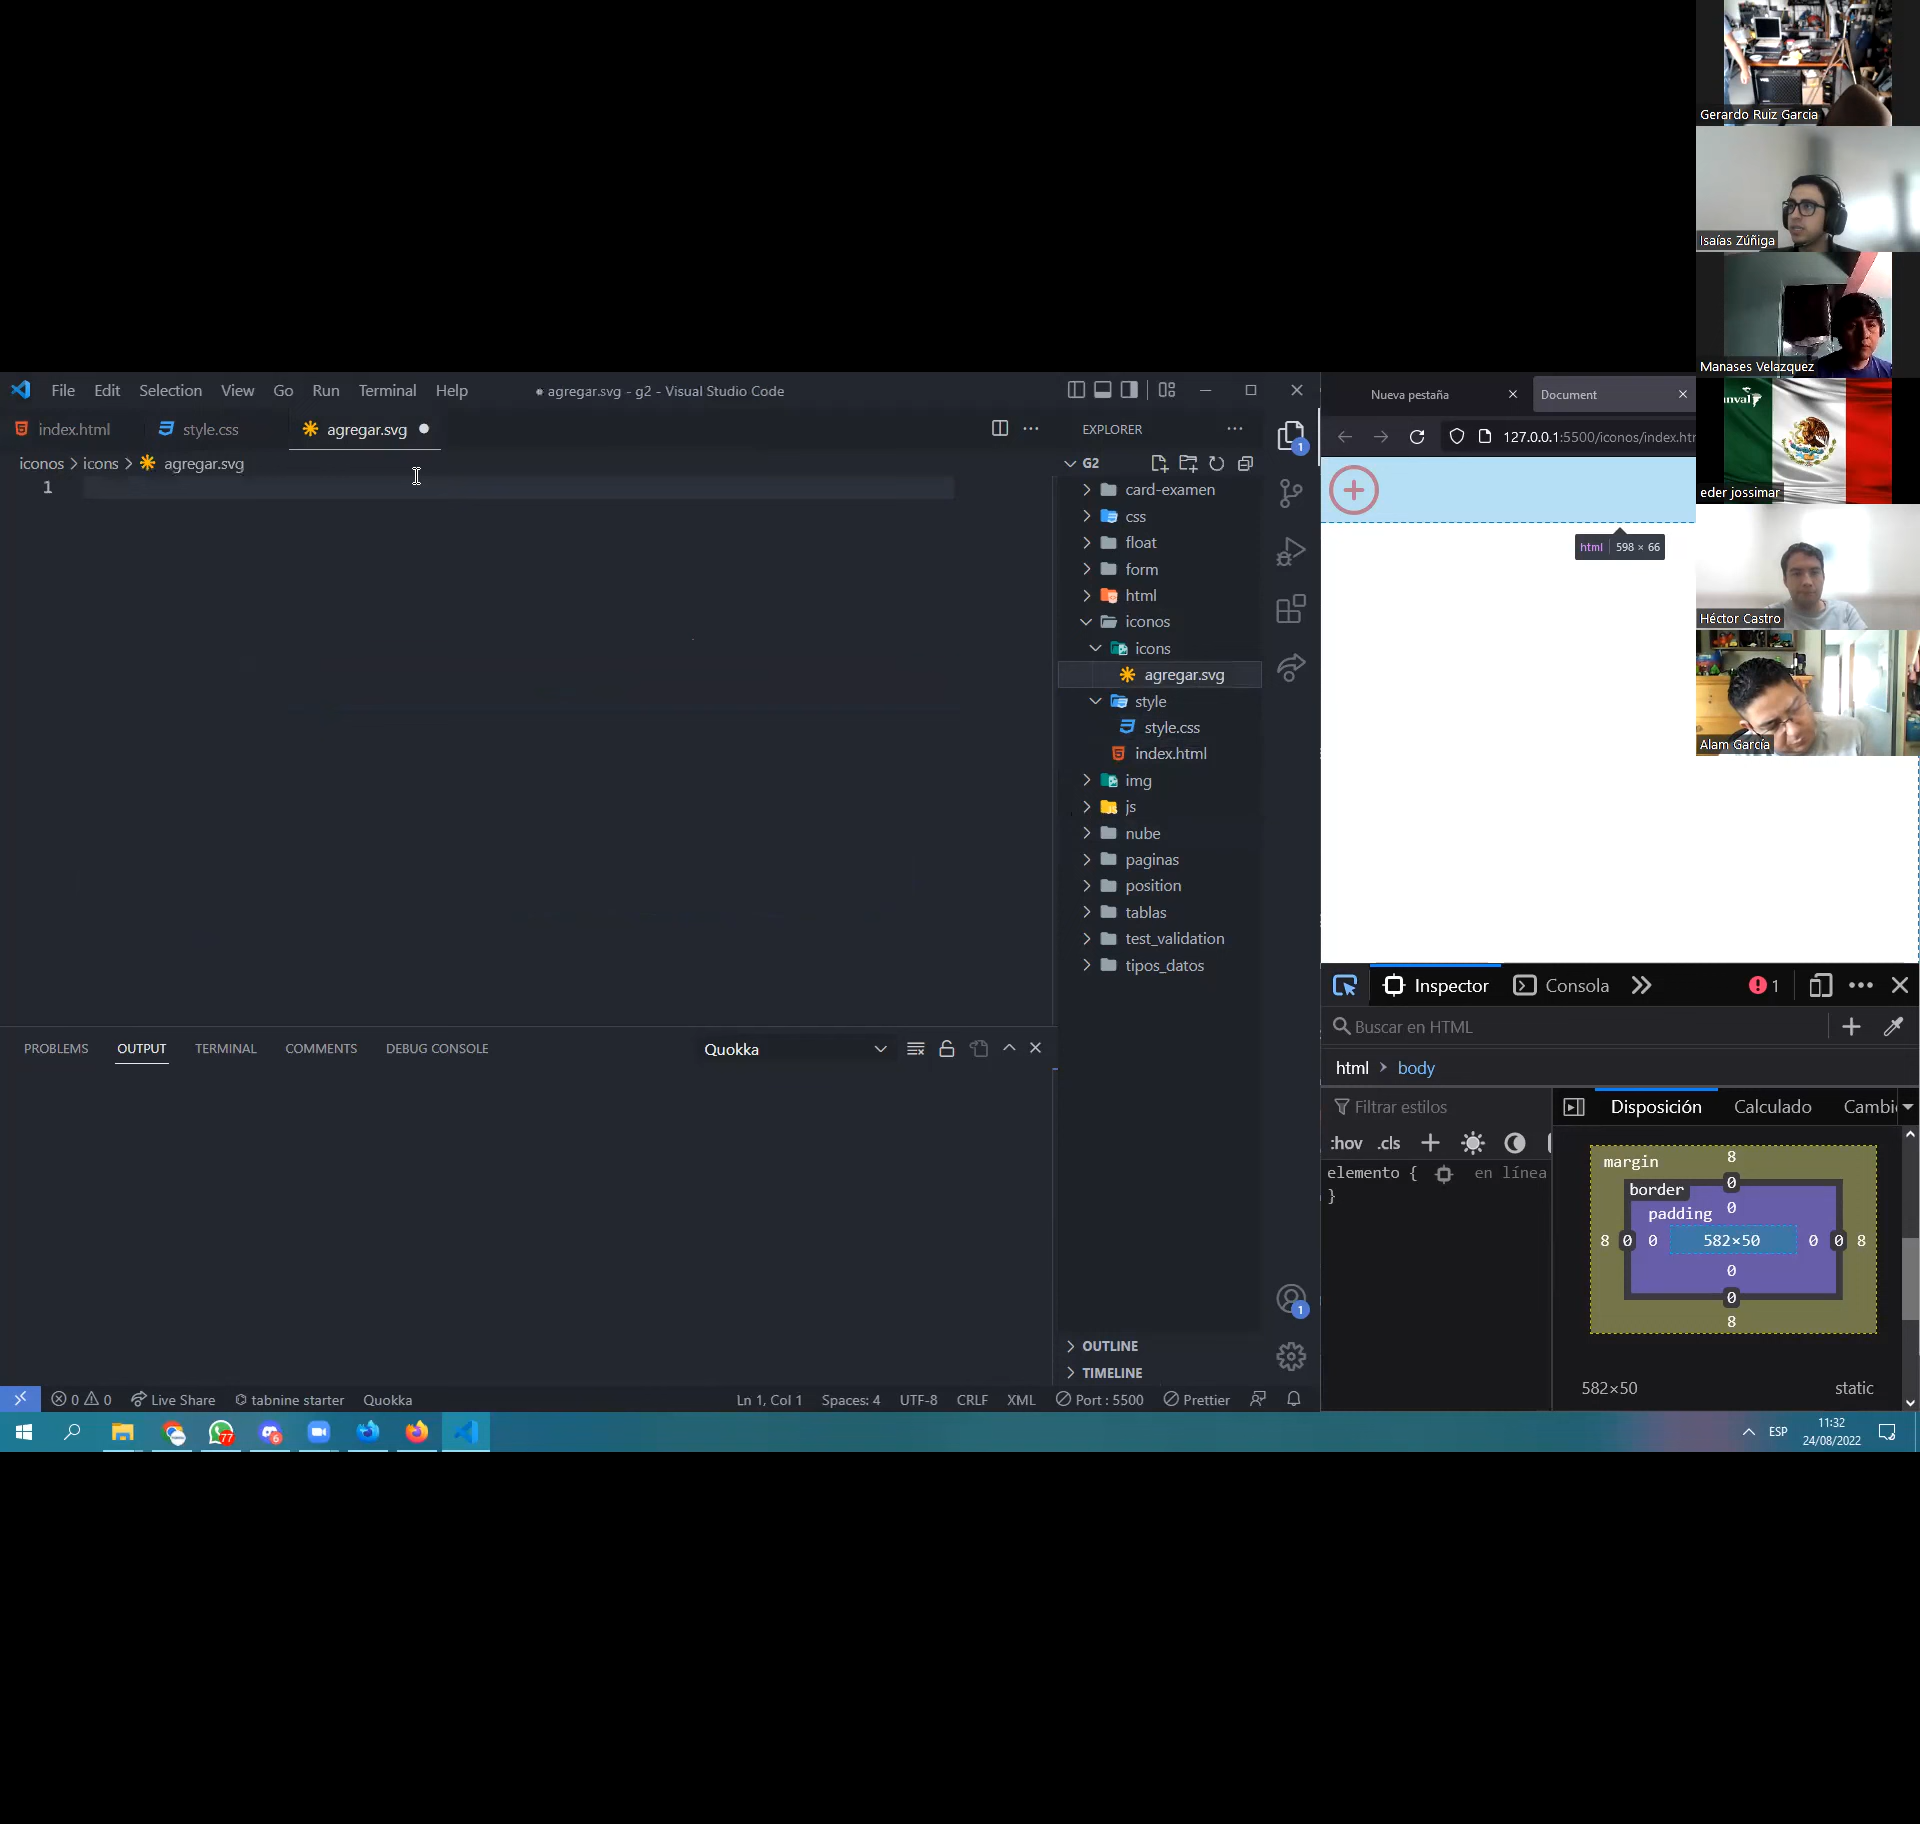 Gerardo Ruiz Garcia
Isaías Zúñiga
Manases Velazquez
nval
eder jossimar
Héctor Castro
Alam García
File Edit Selection View Go Run Terminal Help
● agregar.svg - g2 - Visual Studio Code
index.html
style.css
agregar.svg
iconos > icons > agregar.svg
1
EXPLORER
G2
card-examen
css
float
form
html
iconos
icons
agregar.svg
style
style.css
index.html
img
js
nube
paginas
position
tablas
test_validation
tipos_datos
OUTLINE
TIMELINE
1
1
PROBLEMS OUTPUT TERMINAL COMMENTS DEBUG CONSOLE
Quokka
0 0 Live Share tabnine starter Quokka
Ln 1, Col 1 Spaces: 4 UTF-8 CRLF XML Port : 5500 Prettier
Nueva pestaña
Document
127.0.0.1:5500/iconos/index.htm
html 598 × 66
Inspector Consola 1
Buscar en HTML
html > body
Filtrar estilos
:hov .cls
elemento { en línea
}
Disposición Calculado Cambi
margin 8
border 0
padding 0
8 0 0 582×50 0 0 8
0
0
8
582×50 static
77
6
ESP
11:32
24/08/2022